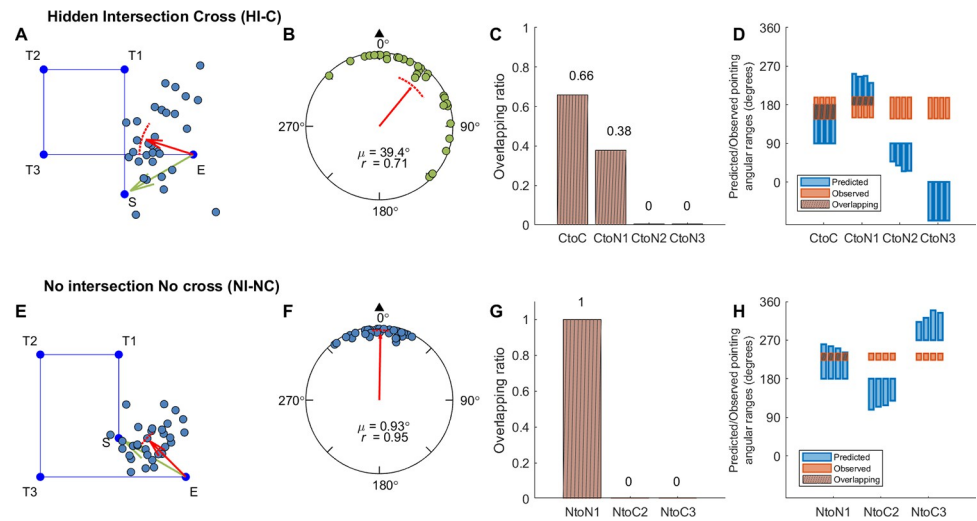 Hidden Intersection Cross (HI-C)
A
T2
T1
T3
S
E
B
0°
270°
90°
μ = 39.4°
r = 0.71
180°
C
Overlapping ratio
1
0.8
0.6
0.4
0.2
0
0.66
0.38
0
0
CtoC CtoN1 CtoN2 CtoN3
D
Predicted/Observed pointing
angular ranges (degrees)
360
270
180
90
0
Predicted
Observed
Overlapping
CtoC CtoN1 CtoN2 CtoN3
No intersection No cross (NI-NC)
E
T2
T1
S
T3
E
F
0°
270°
90°
μ = 0.93°
r = 0.95
180°
G
Overlapping ratio
1
0.8
0.6
0.4
0.2
0
1
0
0
NtoN1 NtoC2 NtoC3
H
Predicted/Observed pointing
angular ranges (degrees)
360
270
180
90
0
Predicted
Observed
Overlapping
NtoN1 NtoC2 NtoC3